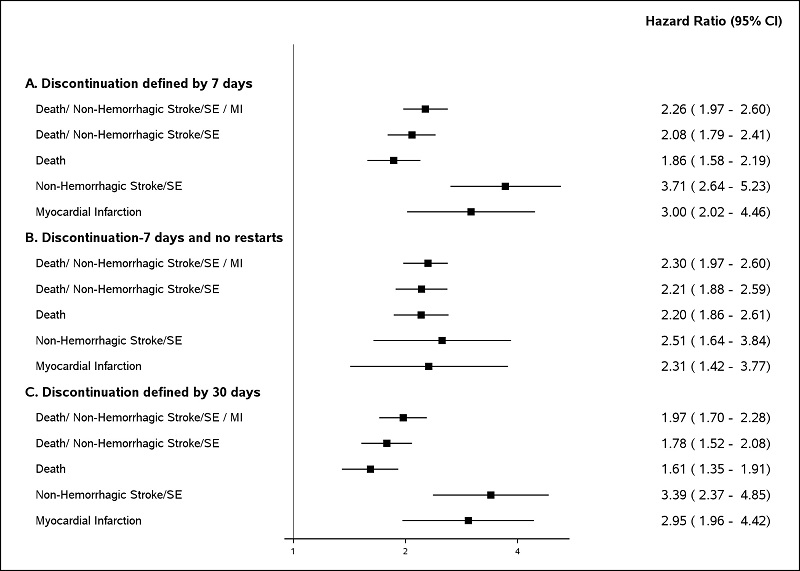 Hazard Ratio (95% CI)
A. Discontinuation defined by 7 days
Death/ Non-Hemorrhagic Stroke/SE / MI 2.26 ( 1.97 - 2.60)
Death/ Non-Hemorrhagic Stroke/SE 2.08 ( 1.79 - 2.41)
Death 1.86 ( 1.58 - 2.19)
Non-Hemorrhagic Stroke/SE 3.71 ( 2.64 - 5.23)
Myocardial Infarction 3.00 ( 2.02 - 4.46)
B. Discontinuation-7 days and no restarts
Death/ Non-Hemorrhagic Stroke/SE / MI 2.30 ( 1.97 - 2.60)
Death/ Non-Hemorrhagic Stroke/SE 2.21 ( 1.88 - 2.59)
Death 2.20 ( 1.86 - 2.61)
Non-Hemorrhagic Stroke/SE 2.51 ( 1.64 - 3.84)
Myocardial Infarction 2.31 ( 1.42 - 3.77)
C. Discontinuation defined by 30 days
Death/ Non-Hemorrhagic Stroke/SE / MI 1.97 ( 1.70 - 2.28)
Death/ Non-Hemorrhagic Stroke/SE 1.78 ( 1.52 - 2.08)
Death 1.61 ( 1.35 - 1.91)
Non-Hemorrhagic Stroke/SE 3.39 ( 2.37 - 4.85)
Myocardial Infarction 2.95 ( 1.96 - 4.42)
1 2 4